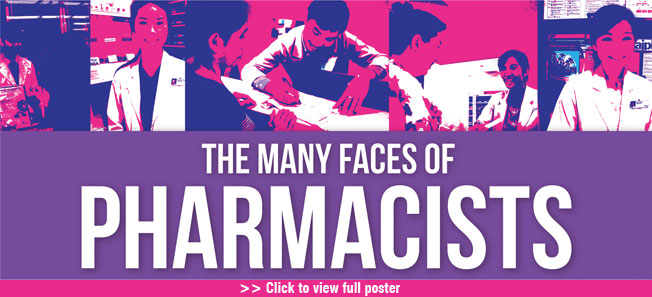 THE MANY FACES OF
PHARMACISTS
>> Click to view full poster